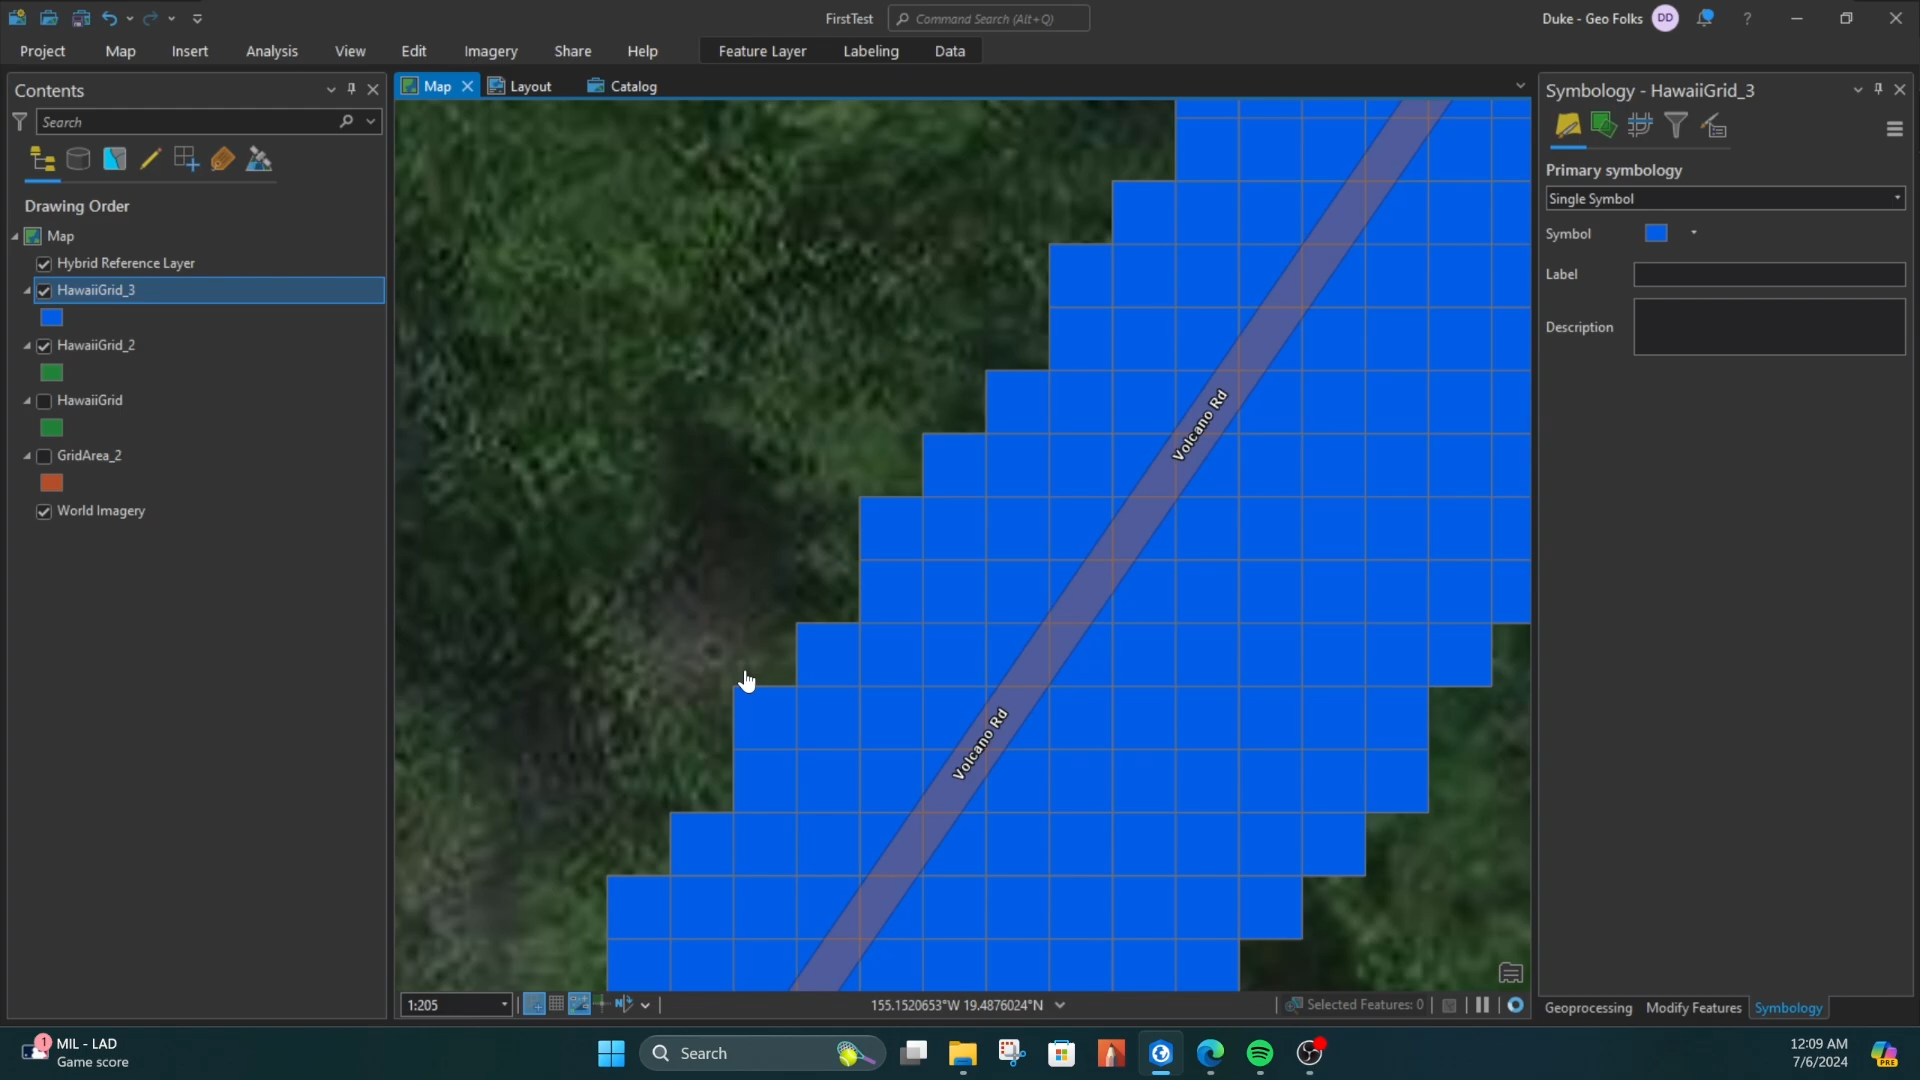 FirstTest
Command Search (Alt+Q)
Duke - Geo Folks
DD
?
Project
Map
Insert
Analysis
View
Edit
Imagery
Share
Help
Feature Layer
Labeling
Data
Contents
Search
Drawing Order
Map
Hybrid Reference Layer
HawaiiGrid_3
HawaiiGrid_2
HawaiiGrid
GridArea_2
World Imagery
Map
Layout
Catalog
Volcano Rd
Volcano Rd
1:205
N
155.1520653°W 19.4876024°N
Selected Features: 0
Symbology - HawaiiGrid_3
Primary symbology
Single Symbol
Symbol
Label
Description
Geoprocessing
Modify Features
Symbology
1
MIL - LAD
Game score
Search
12:09 AM
7/6/2024
PRE